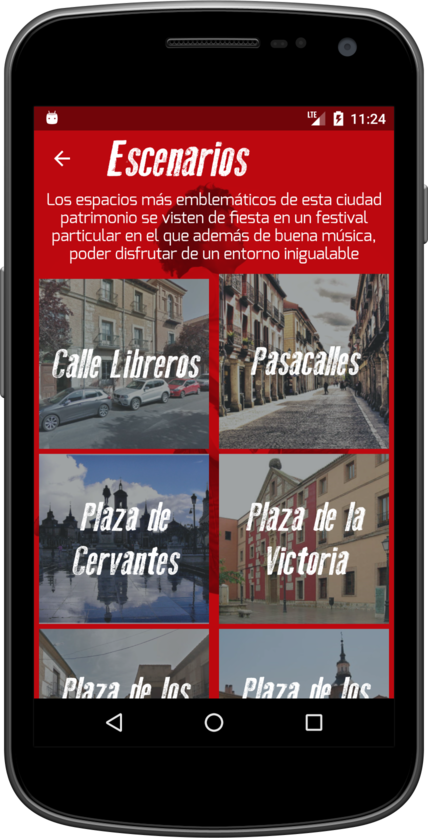 LTE
11:24
Escenarios
Los espacios más emblemáticos de esta ciudad
patrimonio se visten de fiesta en un festival
particular en el que además de buena música,
poder disfrutar de un entorno inigualable
Calle Libreros
Pasacalles
Plaza de
Cervantes
Plaza de la
Victoria
Plaza de los
Plaza de los